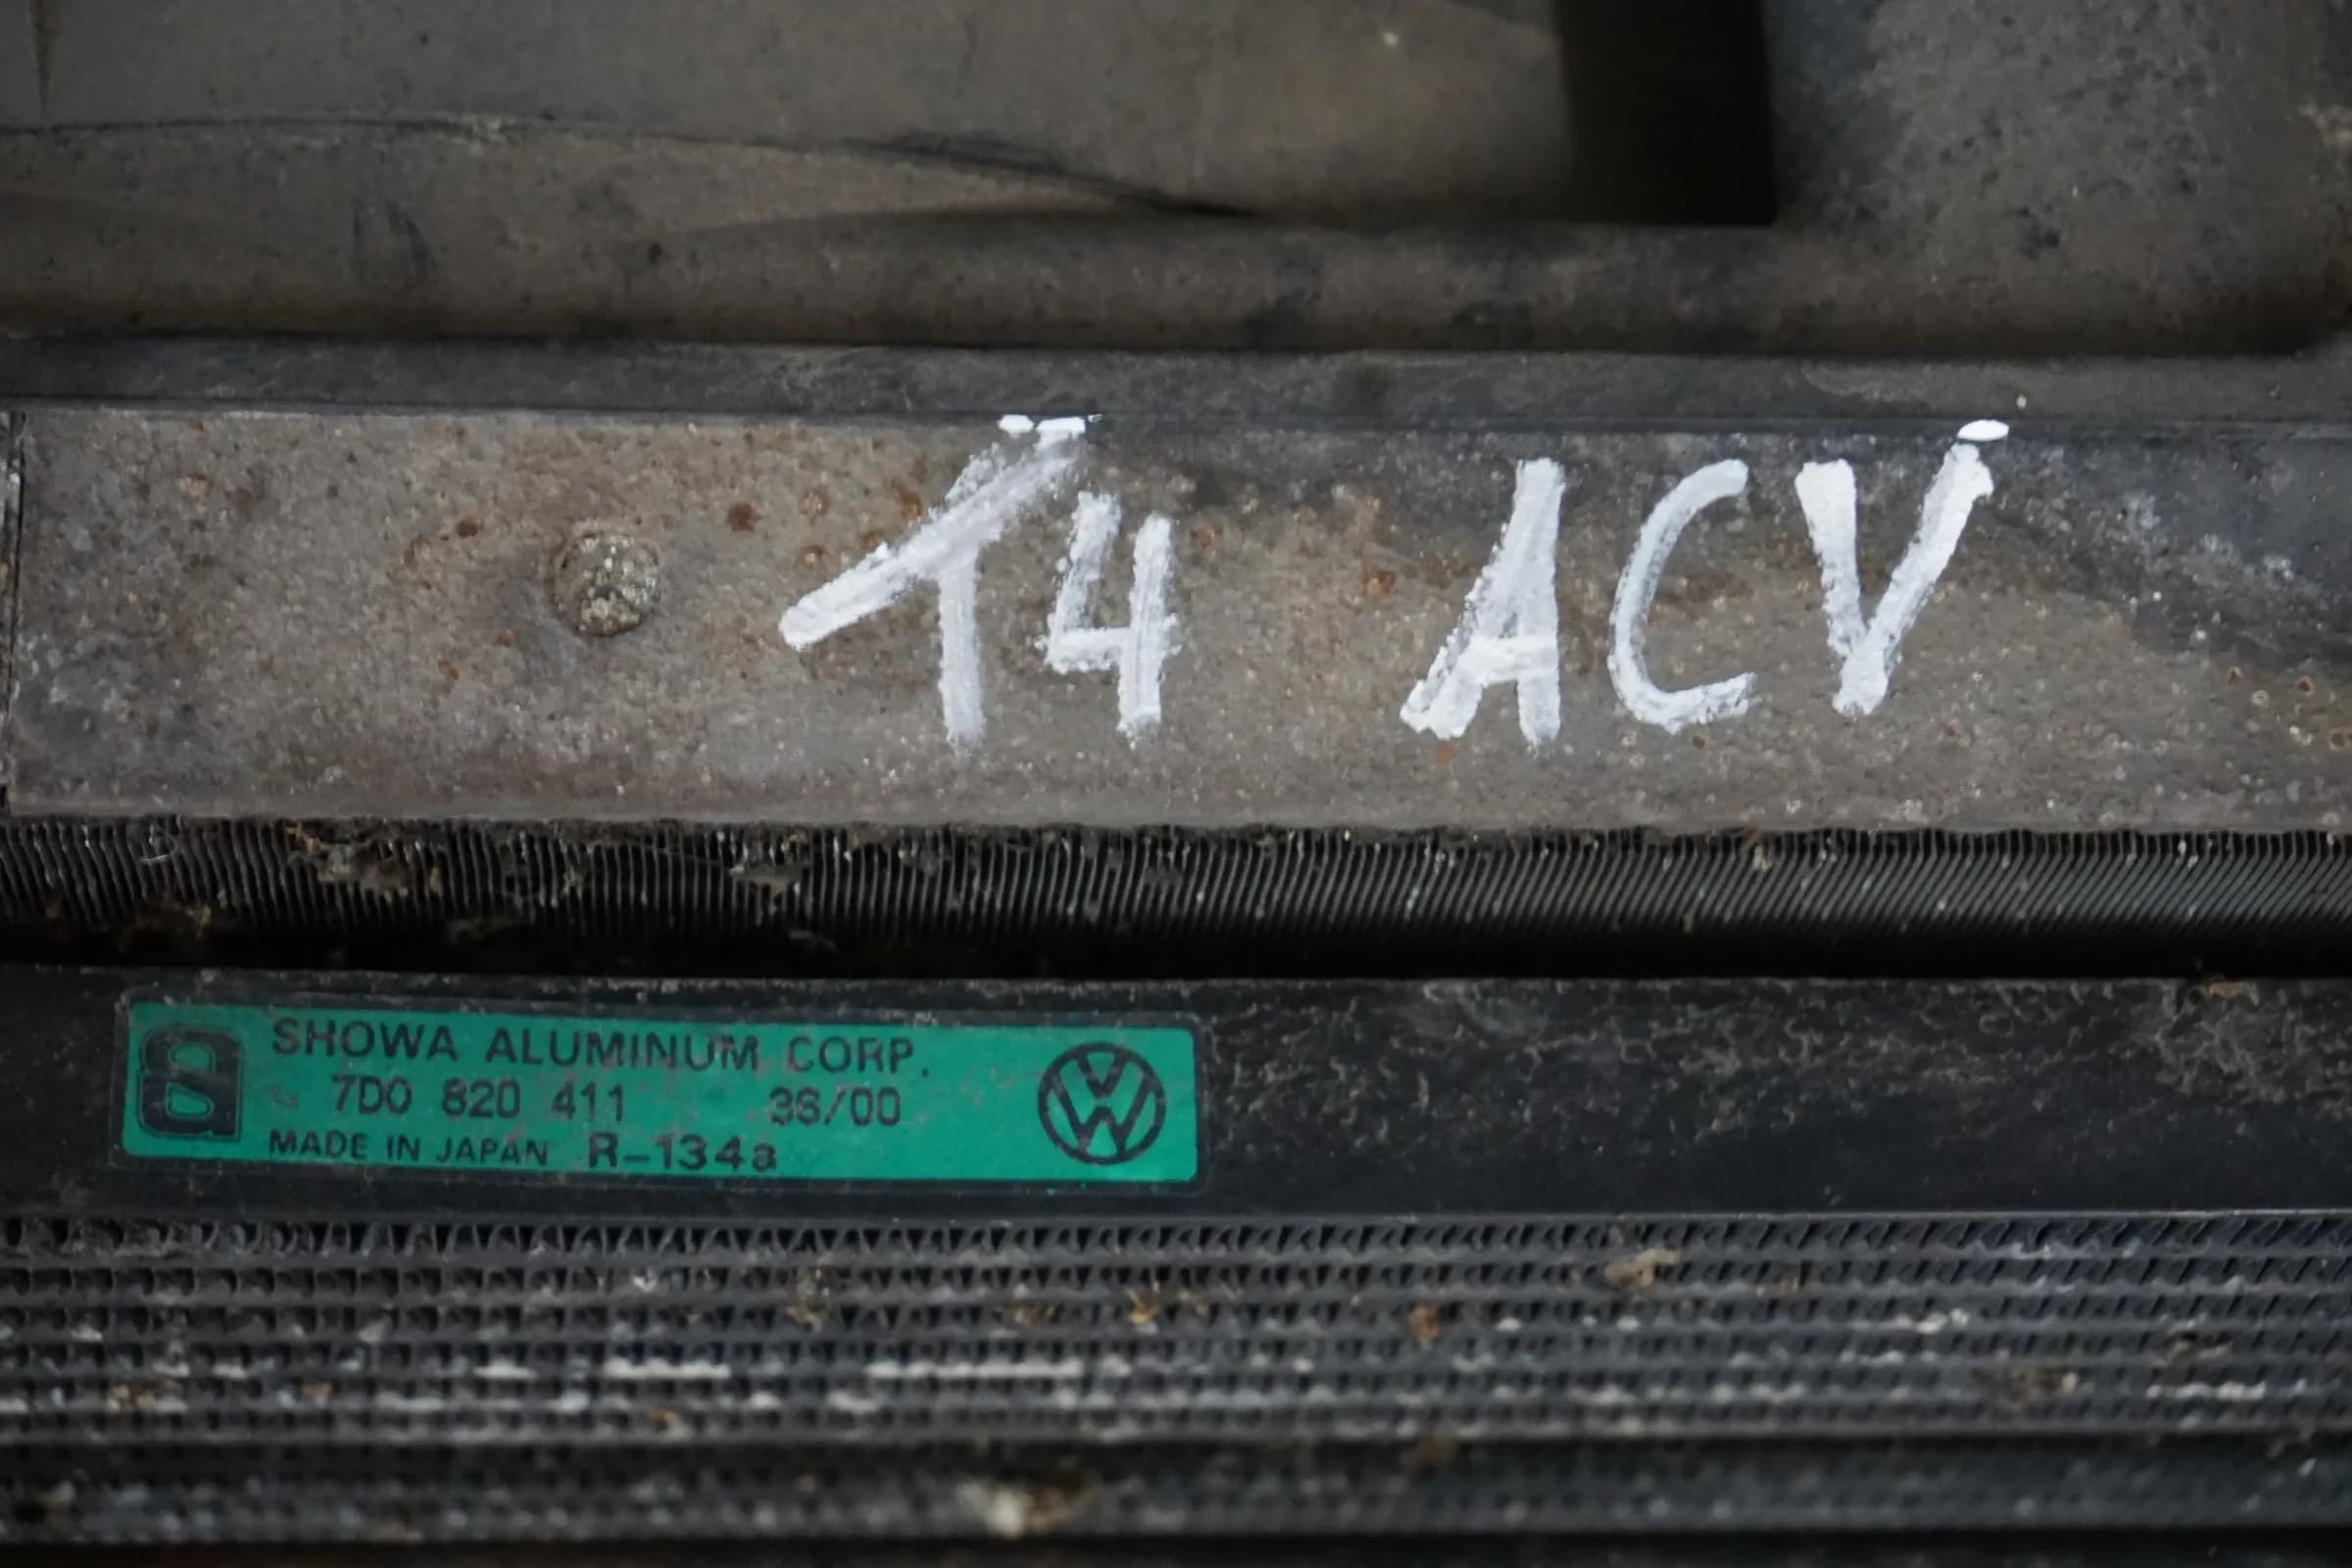 T4 ACV
SHOWA ALUMINUM CORP.
7D0 820 411 38/00
MADE IN JAPAN R-134a